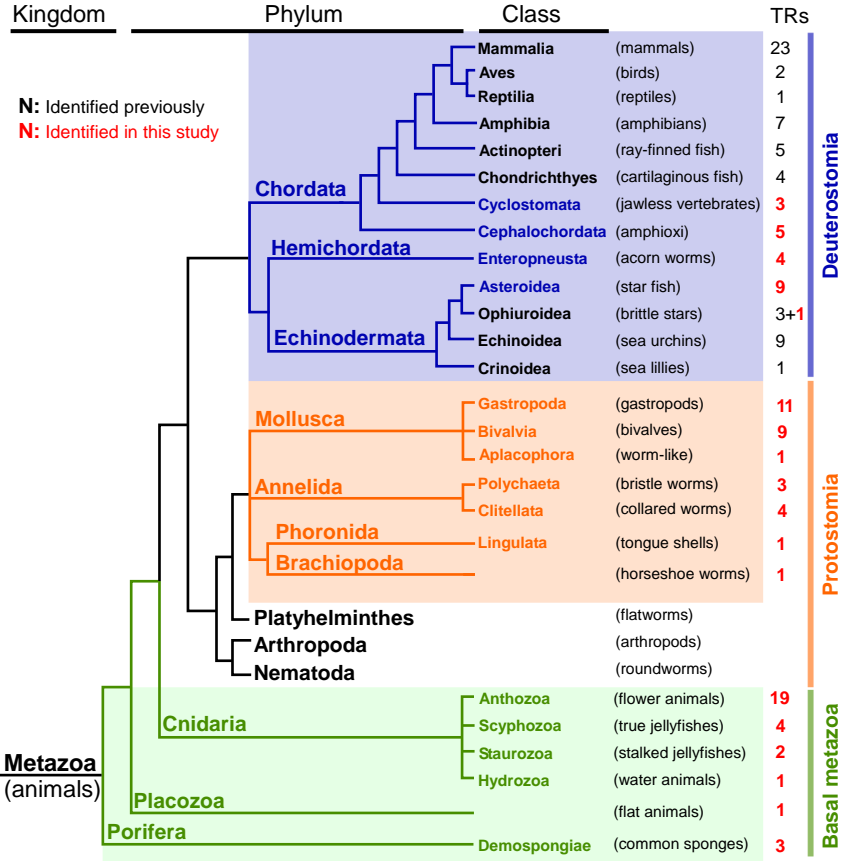 Kingdom Phylum Class TRs
N: Identified previously
N: Identified in this study
Mammalia (mammals) 23
Aves (birds) 2
Reptilia (reptiles) 1
Amphibia (amphibians) 7
Actinopteri (ray-finned fish) 5
Chondrichthyes (cartilaginous fish) 4
Chordata
Cyclostomata (jawless vertebrates) 3
Cephalochordata (amphioxi) 5
Hemichordata
Enteropneusta (acorn worms) 4
Asteroidea (star fish) 9
Ophiuroidea (brittle stars) 3+1
Echinodermata
Echinoidea (sea urchins) 9
Crinoidea (sea lillies) 1
Deuterostomia
Gastropoda (gastropods) 11
Mollusca
Bivalvia (bivalves) 9
Aplacophora (worm-like) 1
Annelida
Polychaeta (bristle worms) 3
Clitellata (collared worms) 4
Phoronida
Lingulata (tongue shells) 1
Brachiopoda
(horseshoe worms) 1
Platyhelminthes (flatworms)
Arthropoda (arthropods)
Nematoda (roundworms)
Protostomia
Anthozoa (flower animals) 19
Cnidaria
Scyphozoa (true jellyfishes) 4
Staurozoa (stalked jellyfishes) 2
Hydrozoa (water animals) 1
Metazoa
(animals)
Placozoa
(flat animals) 1
Porifera
Demospongiae (common sponges) 3
Basal metazoa